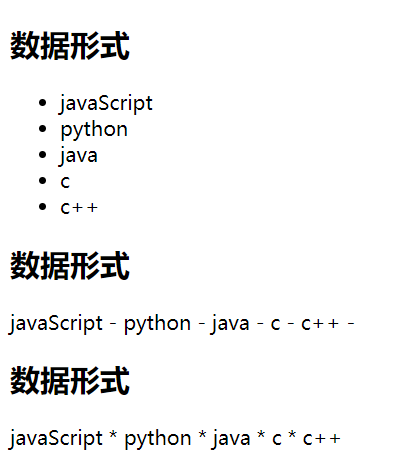 数据形式
javaScript
python
java
c
c++
数据形式
javaScript - python - java - c - c++ -
数据形式
javaScript * python * java * c * c++